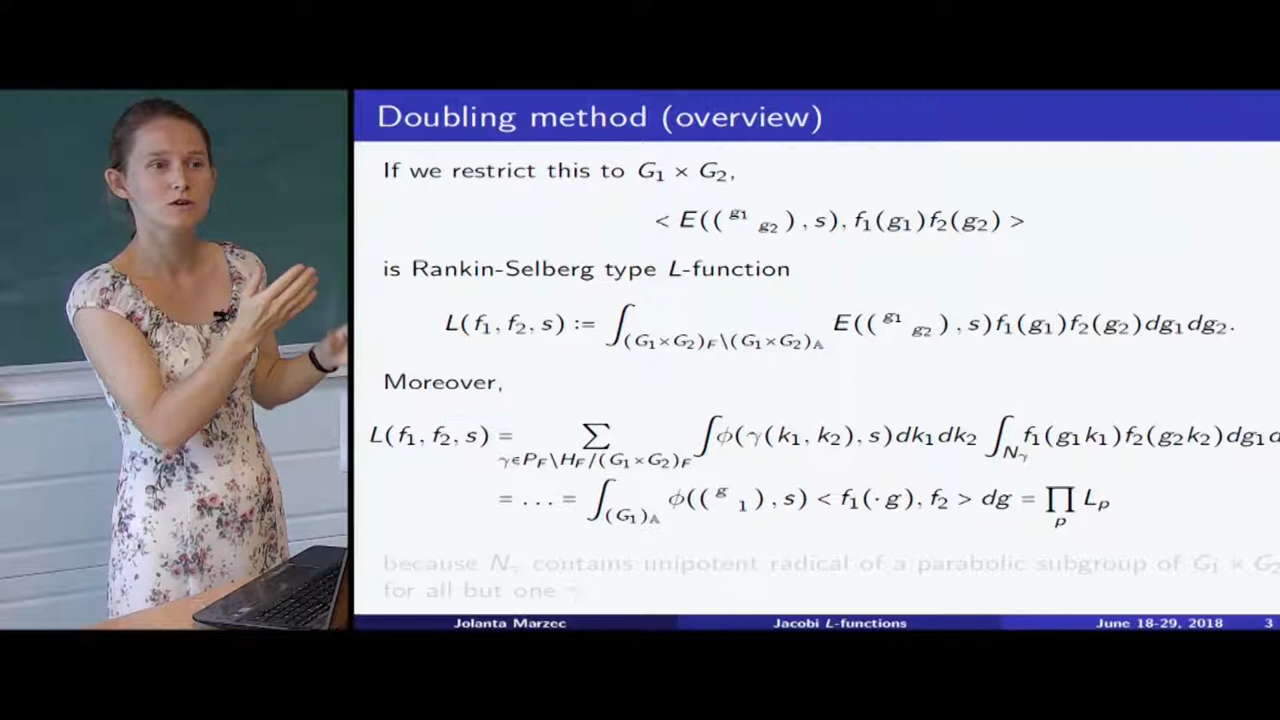 Doubling method (overview)
If we restrict this to G₁ × G₂,
< E(( ᵍ¹ g₂ ) , s), f₁(g₁)f₂(g₂) >
is Rankin-Selberg type L-function
L(f₁, f₂, s) := ∫_{(G₁×G₂)_F\(G₁×G₂)_𝔸} E(( ᵍ¹ g₂ ) , s)f₁(g₁)f₂(g₂)dg₁dg₂.
Moreover,
L(f₁, f₂, s) = ∑_{γ∈P_F\H_F/(G₁×G₂)_F} ∫ϕ(γ(k₁, k₂), s)dk₁dk₂ ∫_{N_γ} f₁(g₁k₁)f₂(g₂k₂)dg₁d
= ... = ∫_{(G₁)_𝔸} ϕ(( ᵍ ₁ ) , s) < f₁(· g), f₂ > dg = ∏_p L_p
because N_γ contains unipotent radical of a parabolic subgroup of G₁ × G₂
for all but one γ
Jolanta Marzec Jacobi L-functions June 18-29, 2018 3